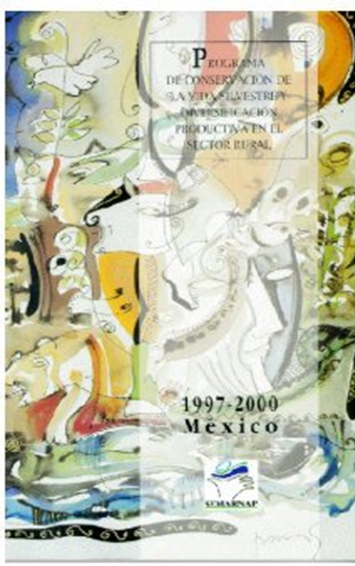 PROGRAMA
DE CONSERVACIÓN DE
LA VIDA SILVESTRE Y
DIVERSIFICACIÓN
PRODUCTIVA EN EL
SECTOR RURAL
1997-2000
México
SEMARNAP